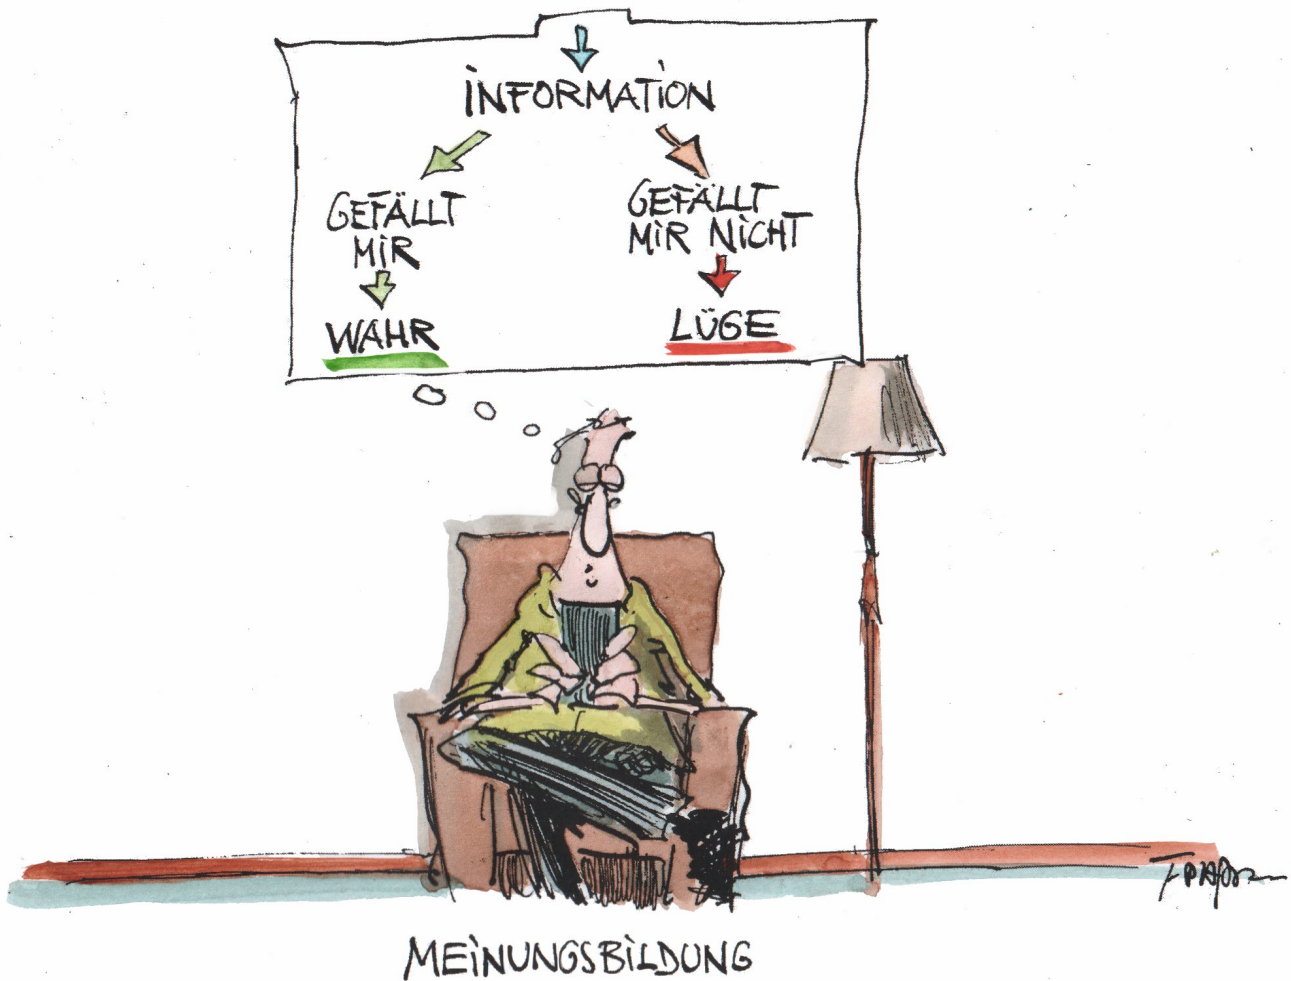 INFORMATION
GEFÄLLT
MIR
GEFÄLLT
MIR NICHT
WAHR
LÜGE
MEINUNGSBILDUNG